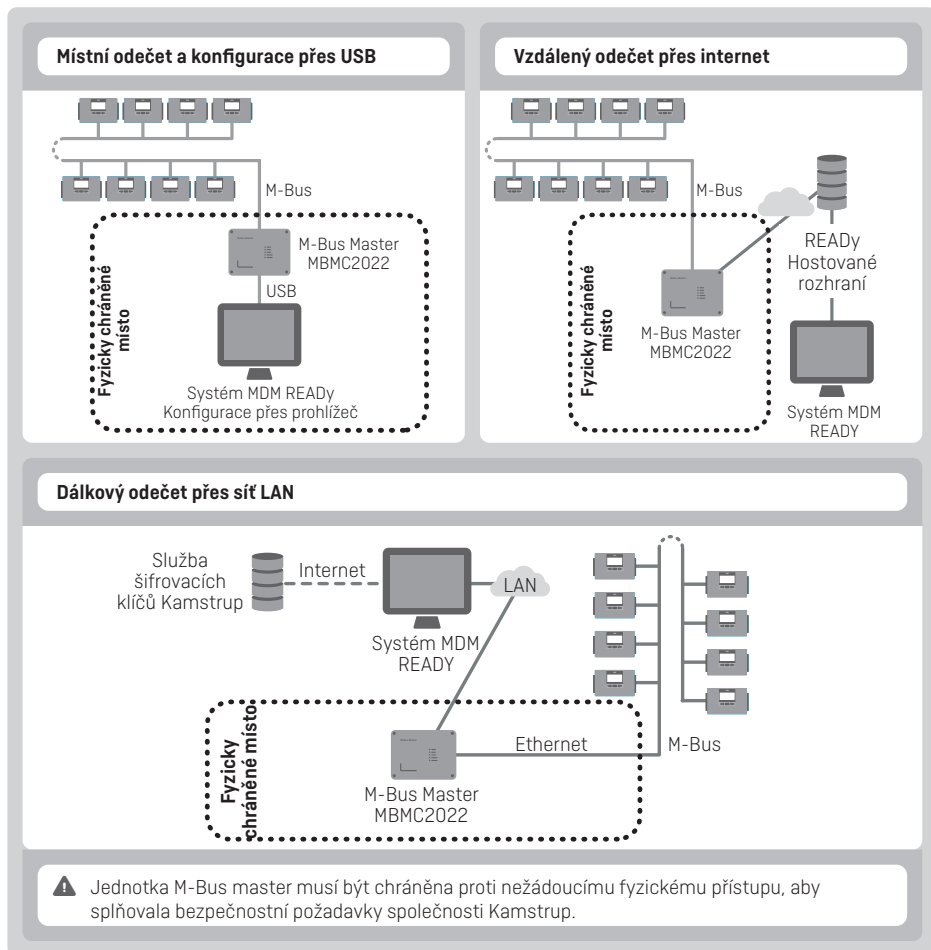 Místní odečet a konfigurace přes USB
M-Bus
M-Bus Master
MBMC2022
USB
Fyzicky chráněné
místo
Systém MDM READy
Konfigurace přes prohlížeč
Vzdálený odečet přes internet
M-Bus
READy
Hostované
rozhraní
Fyzicky chráněné
místo
M-Bus Master
MBMC2022
Systém MDM
READY
Dálkový odečet přes síť LAN
Služba
šifrovacích
klíčů Kamstrup
Internet
LAN
Systém MDM
READY
Fyzicky
chráněné místo
Ethernet
M-Bus
M-Bus Master
MBMC2022
Jednotka M-Bus master musí být chráněna proti nežádoucímu fyzickému přístupu, aby
splňovala bezpečnostní požadavky společnosti Kamstrup.